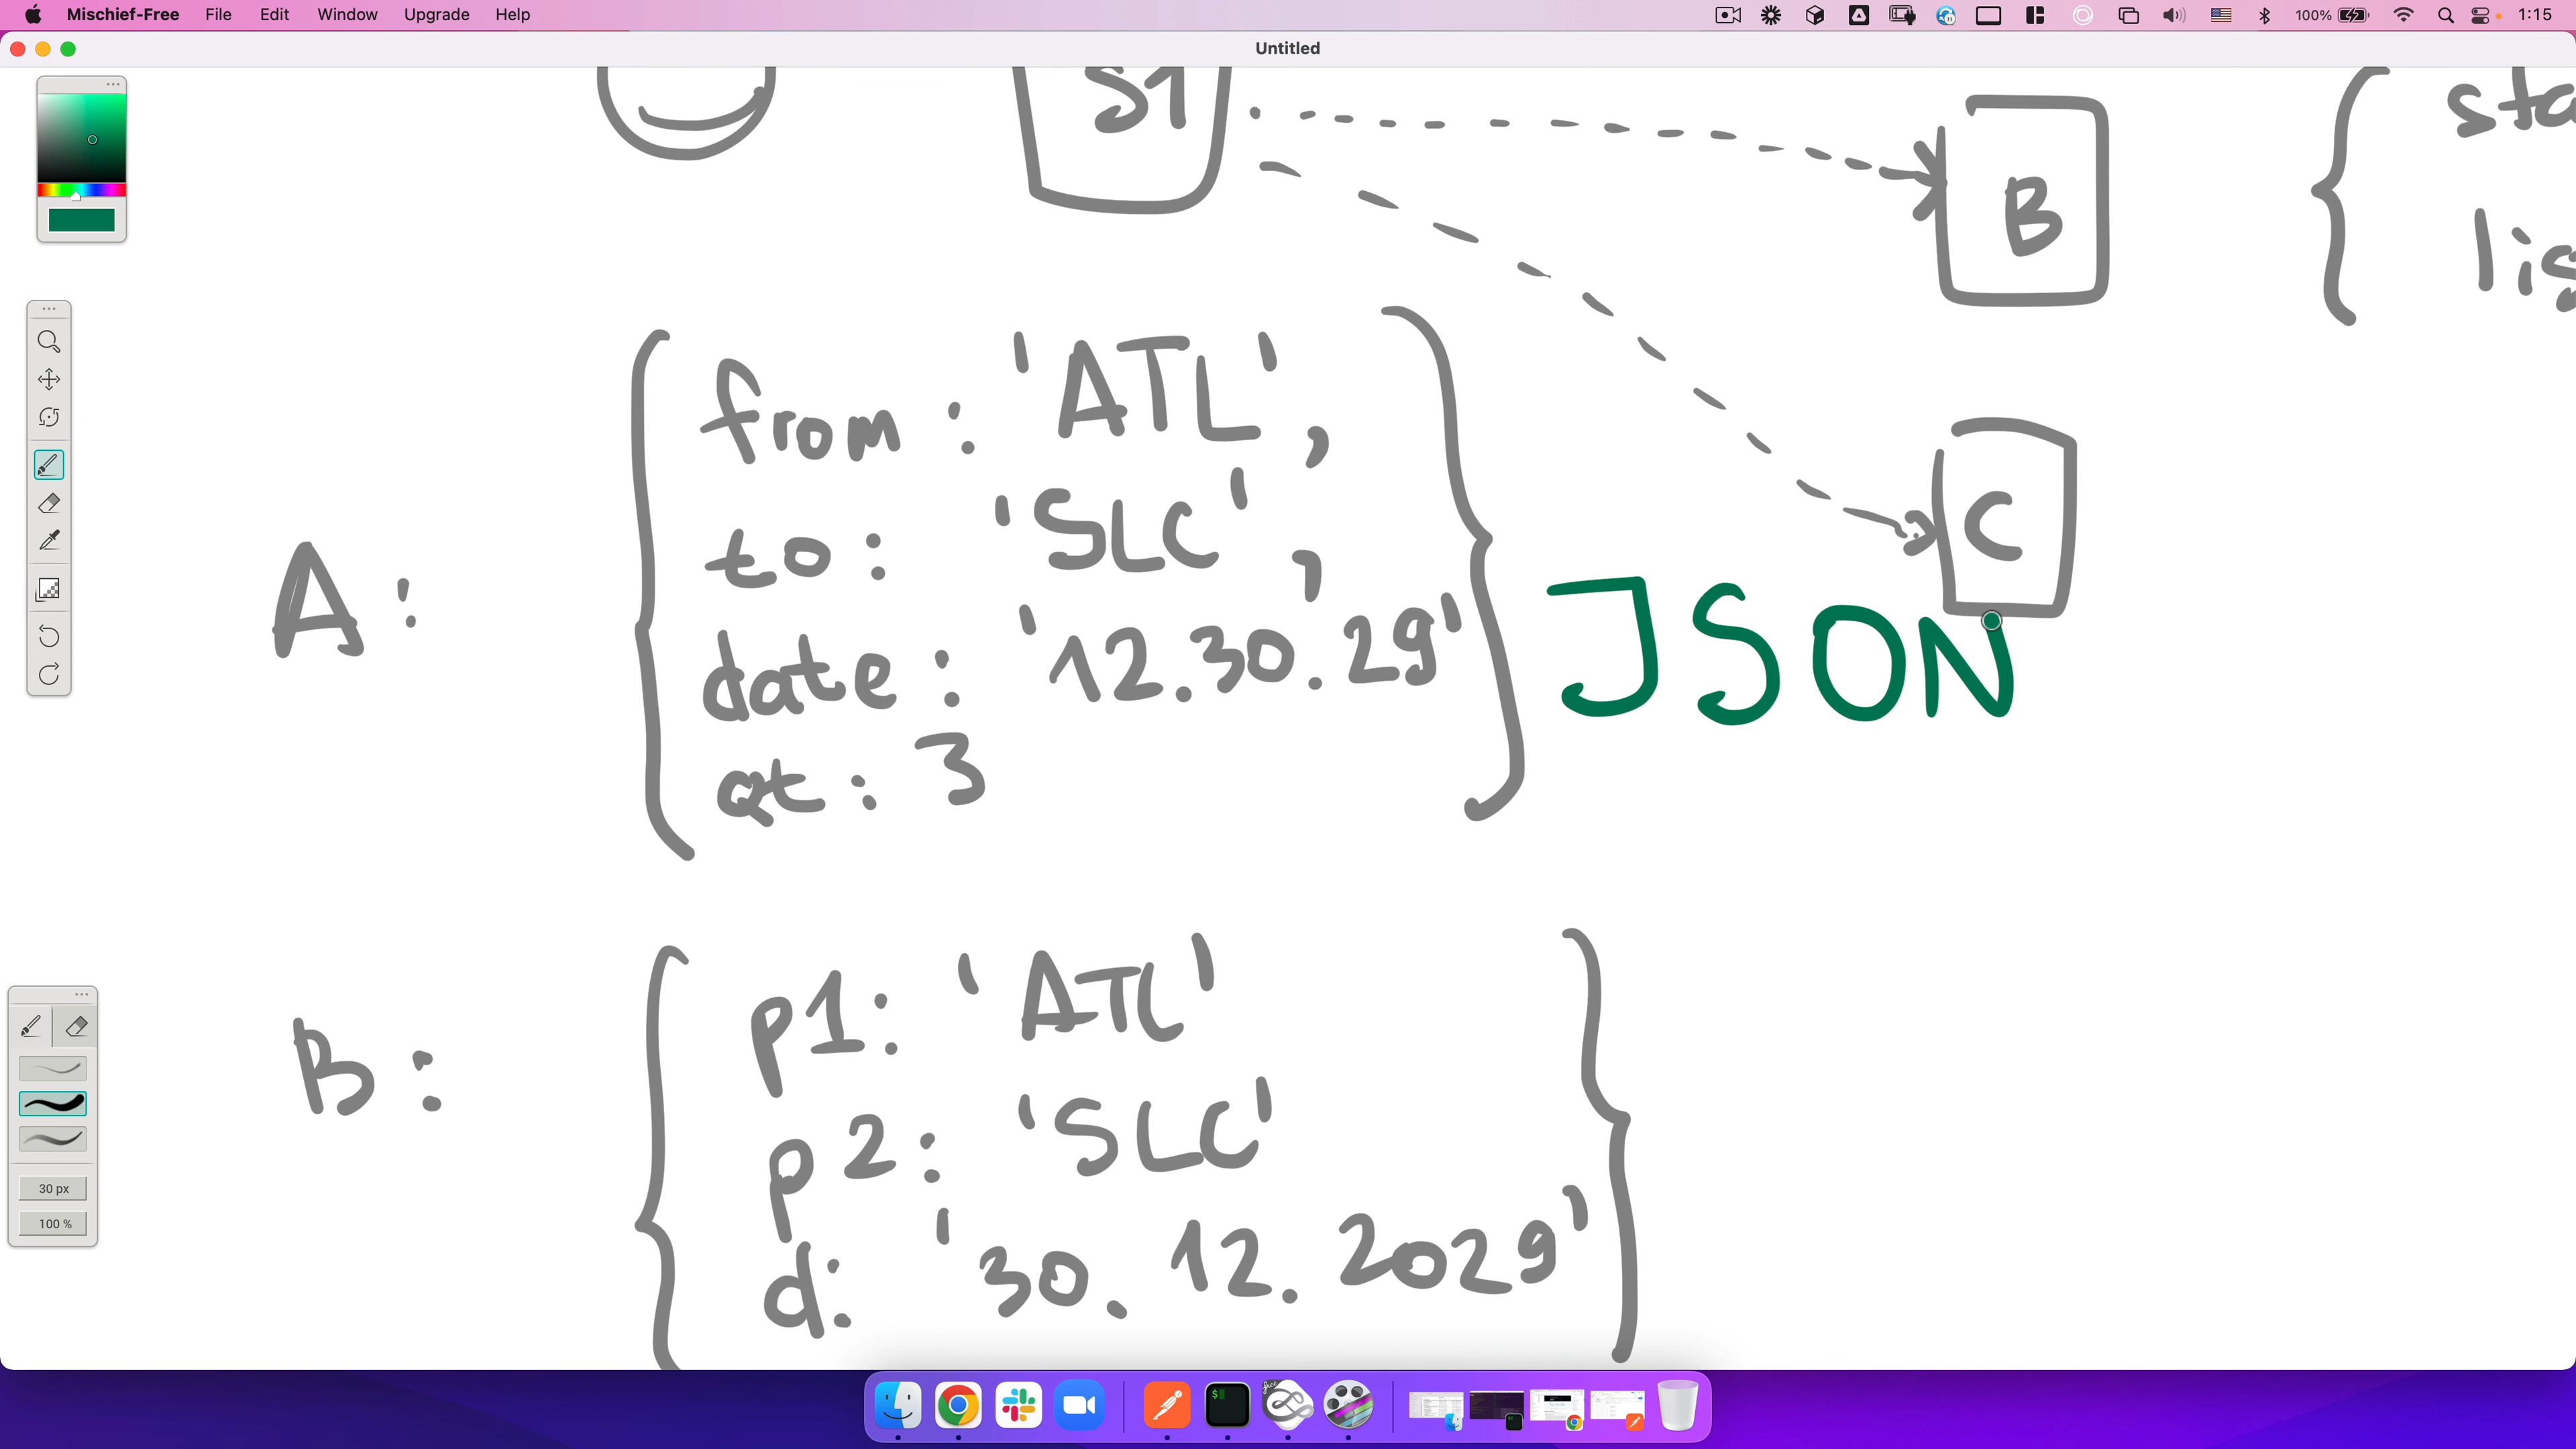 Mischief-Free File Edit Window Upgrade Help 100% 1:15
Untitled
S1
B
C
A:
from: 'ATL',
to: 'SLC',
date: '12.30.29'
qt: 3
JSON
B:
p1: 'ATL'
p2: 'SLC'
d: '30.12.2029'
30 px
100 %